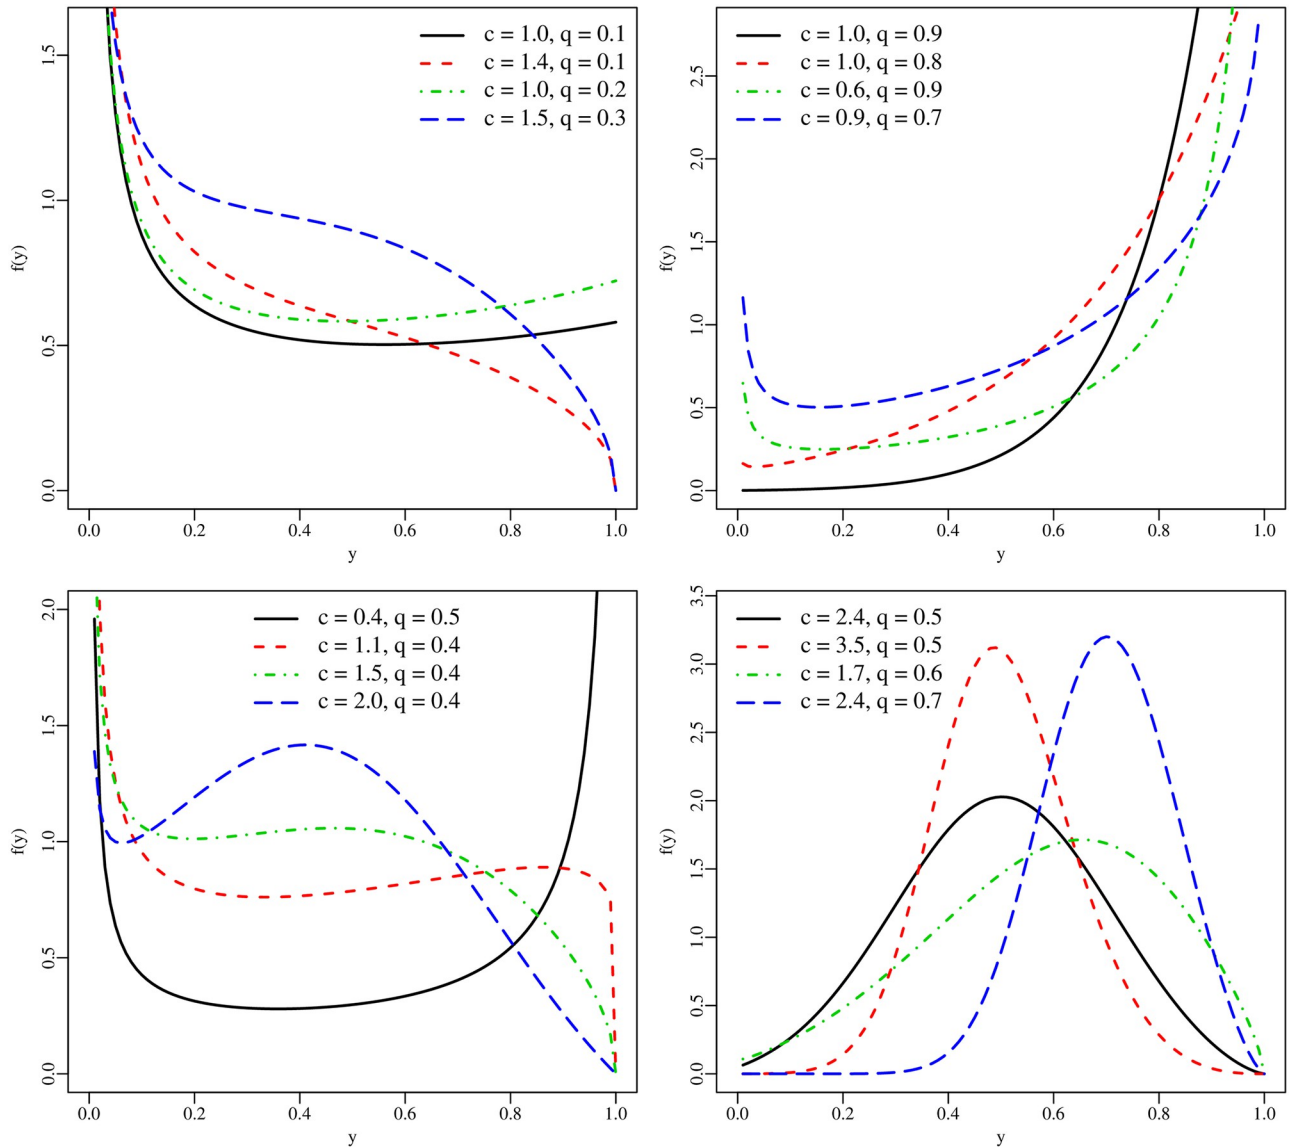 c = 1.0, q = 0.1
c = 1.4, q = 0.1
c = 1.0, q = 0.2
c = 1.5, q = 0.3
f(y)
0.0
0.5
1.0
1.5
0.0 0.2 0.4 0.6 0.8 1.0
y
c = 1.0, q = 0.9
c = 1.0, q = 0.8
c = 0.6, q = 0.9
c = 0.9, q = 0.7
f(y)
0.0
0.5
1.0
1.5
2.0
2.5
0.0 0.2 0.4 0.6 0.8 1.0
y
c = 0.4, q = 0.5
c = 1.1, q = 0.4
c = 1.5, q = 0.4
c = 2.0, q = 0.4
f(y)
0.0
0.5
1.0
1.5
2.0
0.0 0.2 0.4 0.6 0.8 1.0
y
c = 2.4, q = 0.5
c = 3.5, q = 0.5
c = 1.7, q = 0.6
c = 2.4, q = 0.7
f(y)
0.0
0.5
1.0
1.5
2.0
2.5
3.0
3.5
0.0 0.2 0.4 0.6 0.8 1.0
y